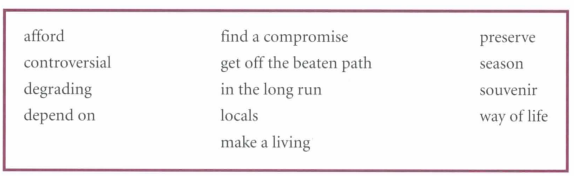 afford
controversial
degrading
depend on
find a compromise
get off the beaten path
in the long run
locals
make a living
preserve
season
souvenir
way of life